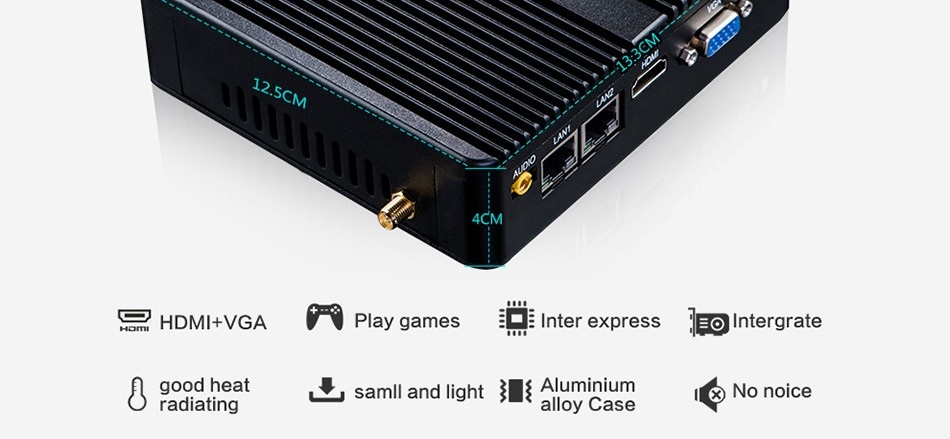 VGA
13.3CM
HDMI
12.5CM
LAN2
LAN1
AUDIO
4CM
HDMI HDMI+VGA
Play games
Inter express
Intergrate
good heat
radiating
samll and light
Aluminium
alloy Case
No noice